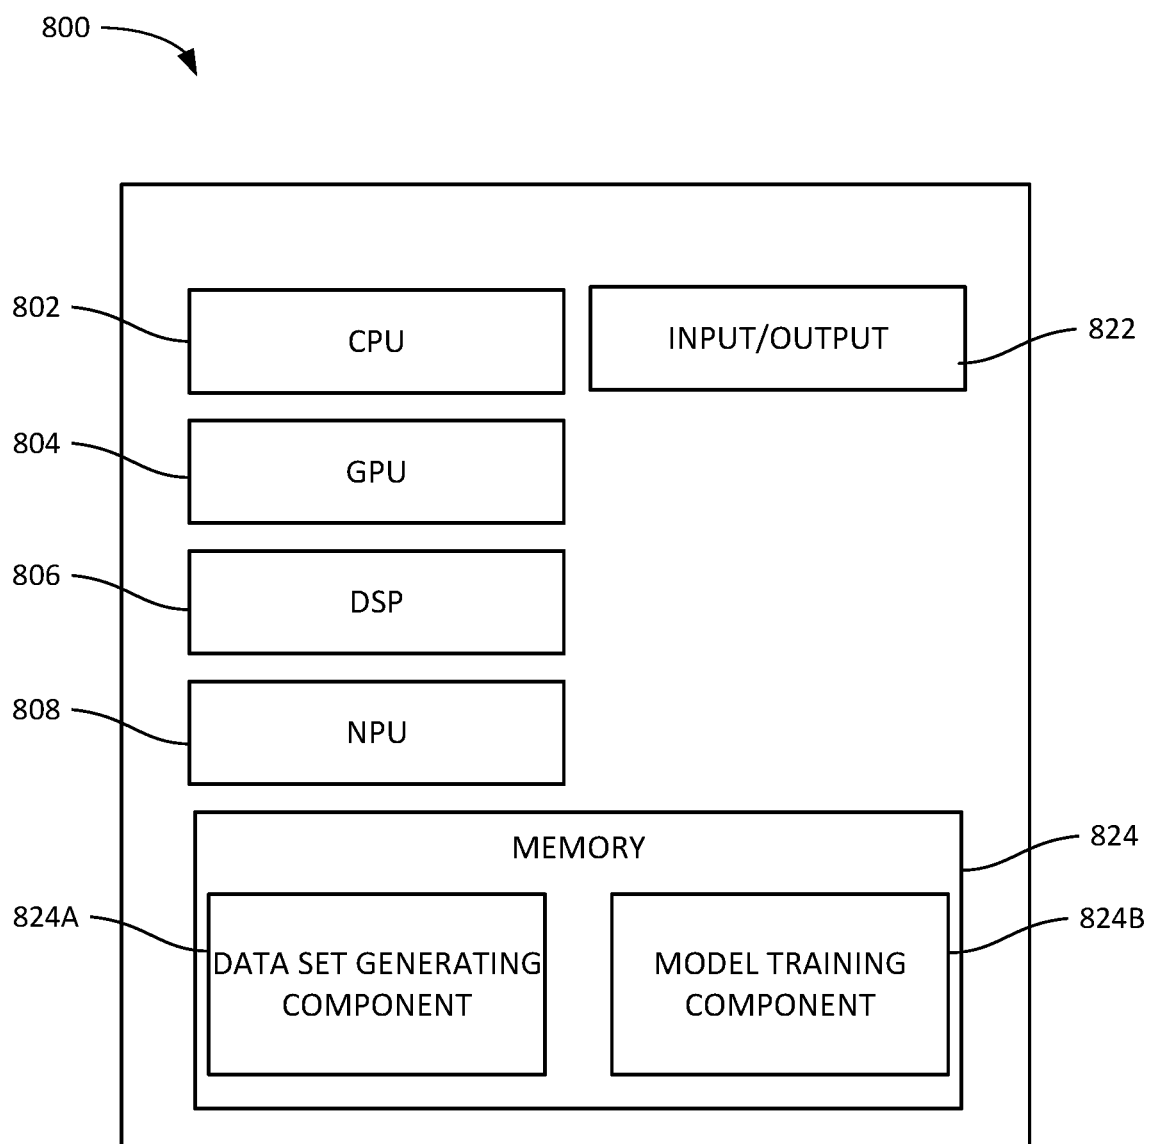 800
802
CPU
INPUT/OUTPUT
822
804
GPU
806
DSP
808
NPU
MEMORY
824
824A
DATA SET GENERATING
COMPONENT
MODEL TRAINING
COMPONENT
824B